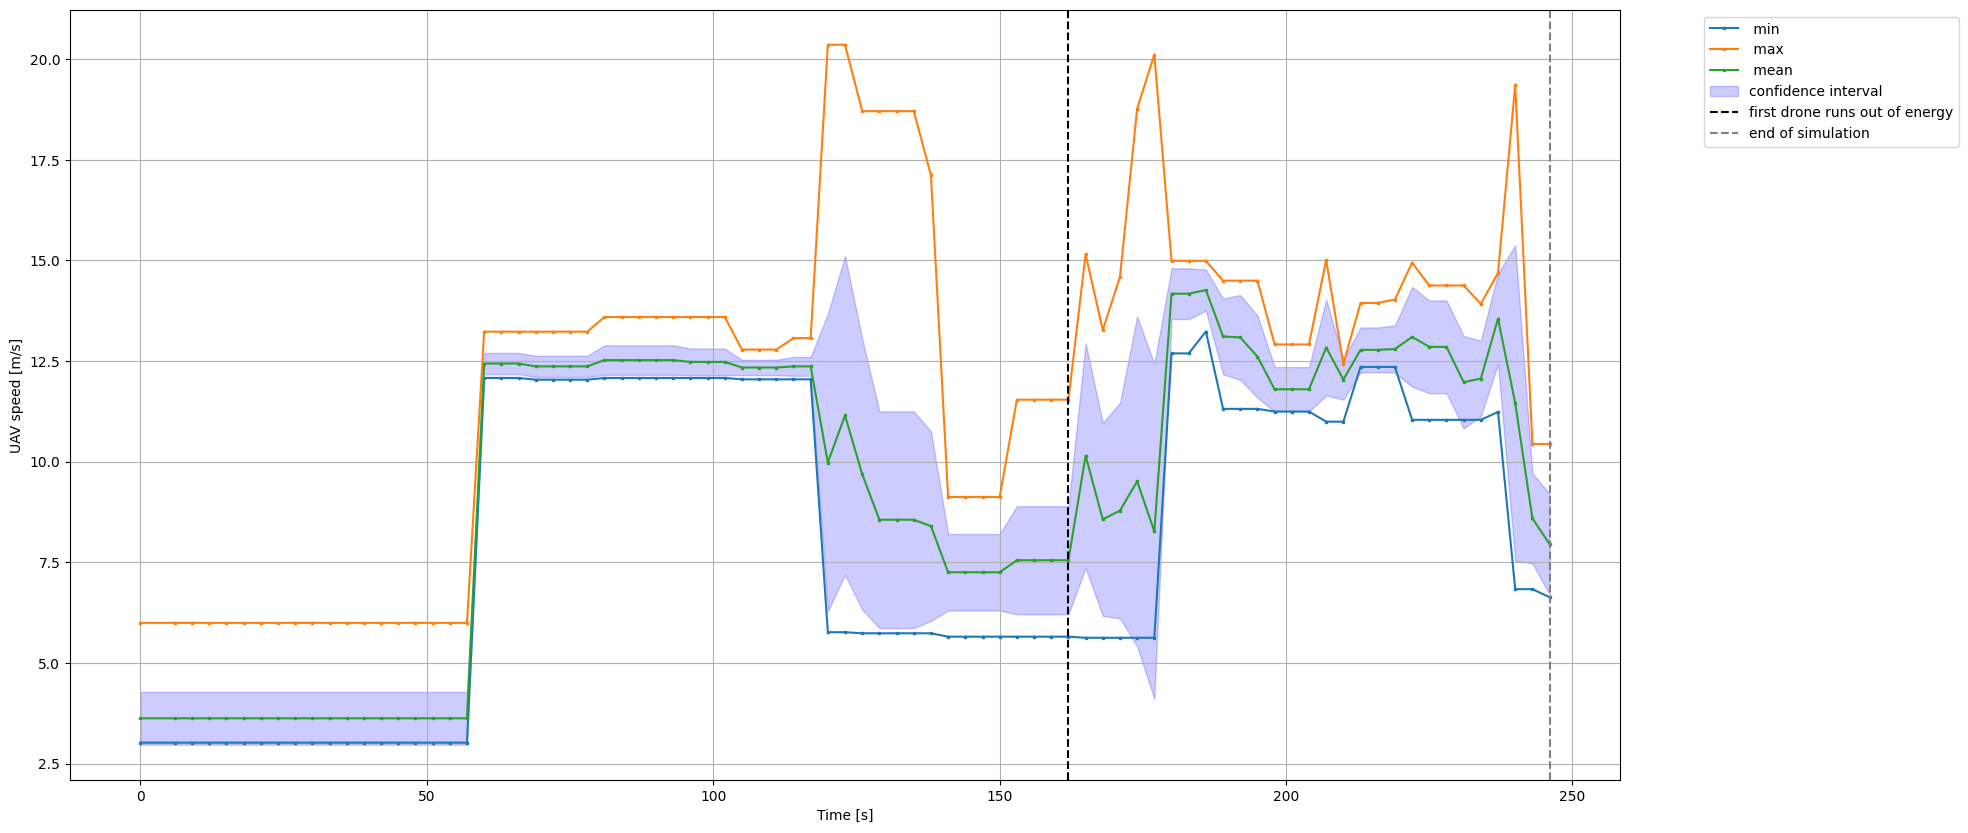 min
max
mean
confidence interval
first drone runs out of energy
end of simulation
20.0
17.5
15.0
12.5
10.0
7.5
5.0
2.5
UAV speed [m/s]
0
50
100
150
200
250
Time [s]